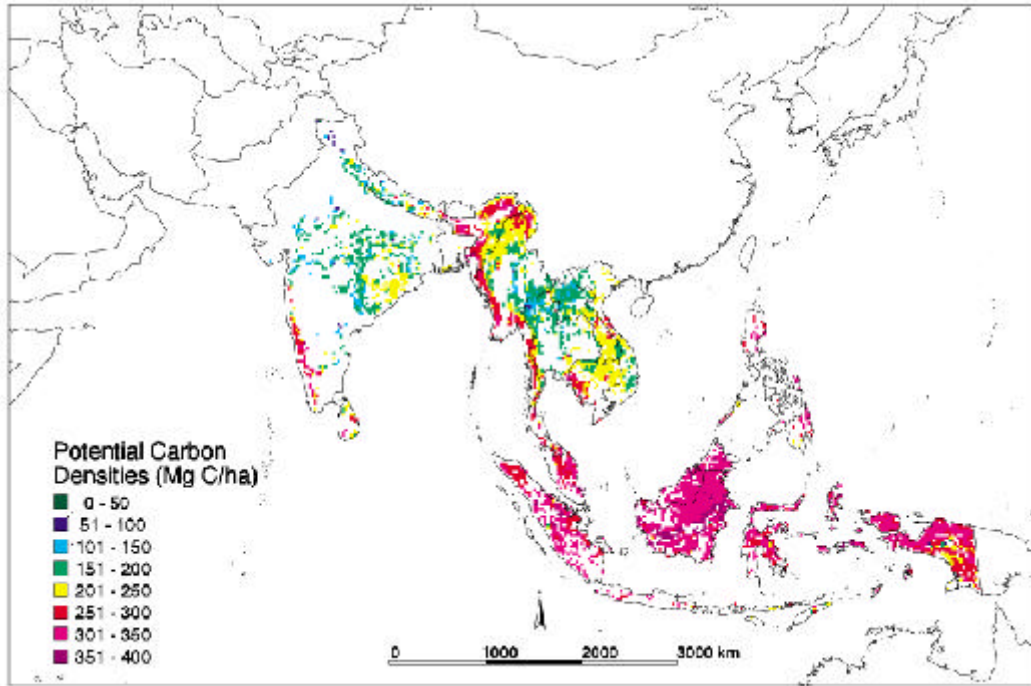 Potential Carbon
Densities (Mg C/ha)
0 - 50
51 - 100
101 - 150
151 - 200
201 - 250
251 - 300
301 - 350
351 - 400
0 1000 2000 3000 km